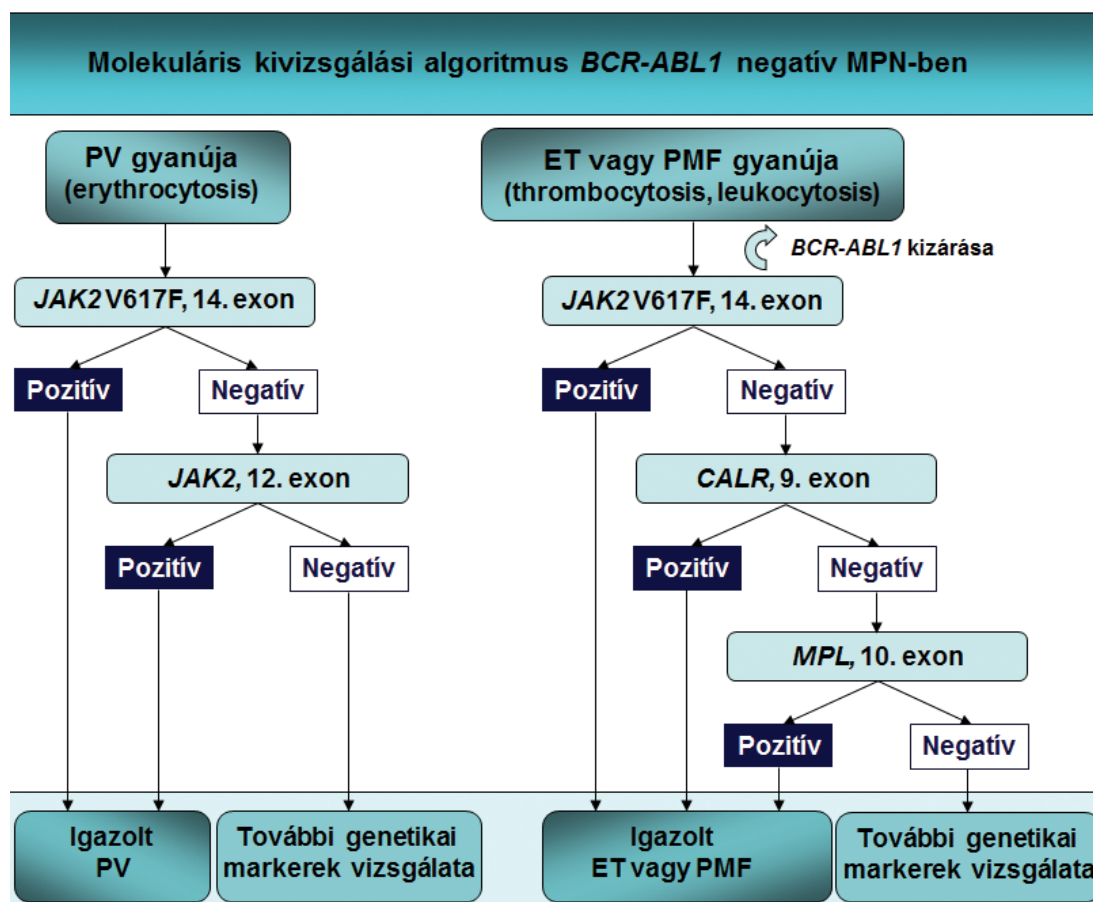 Molekuláris kivizsgálási algoritmus BCR-ABL1 negatív MPN-ben
PV gyanúja
(erythrocytosis)
JAK2 V617F, 14. exon
Pozitív
Negatív
JAK2, 12. exon
Pozitív
Negatív
Igazolt
PV
További genetikai
markerek vizsgálata
ET vagy PMF gyanúja
(thrombocytosis, leukocytosis)
BCR-ABL1 kizárása
JAK2 V617F, 14. exon
Pozitív
Negatív
CALR, 9. exon
Pozitív
Negatív
MPL, 10. exon
Pozitív
Negatív
Igazolt
ET vagy PMF
További genetikai
markerek vizsgálata